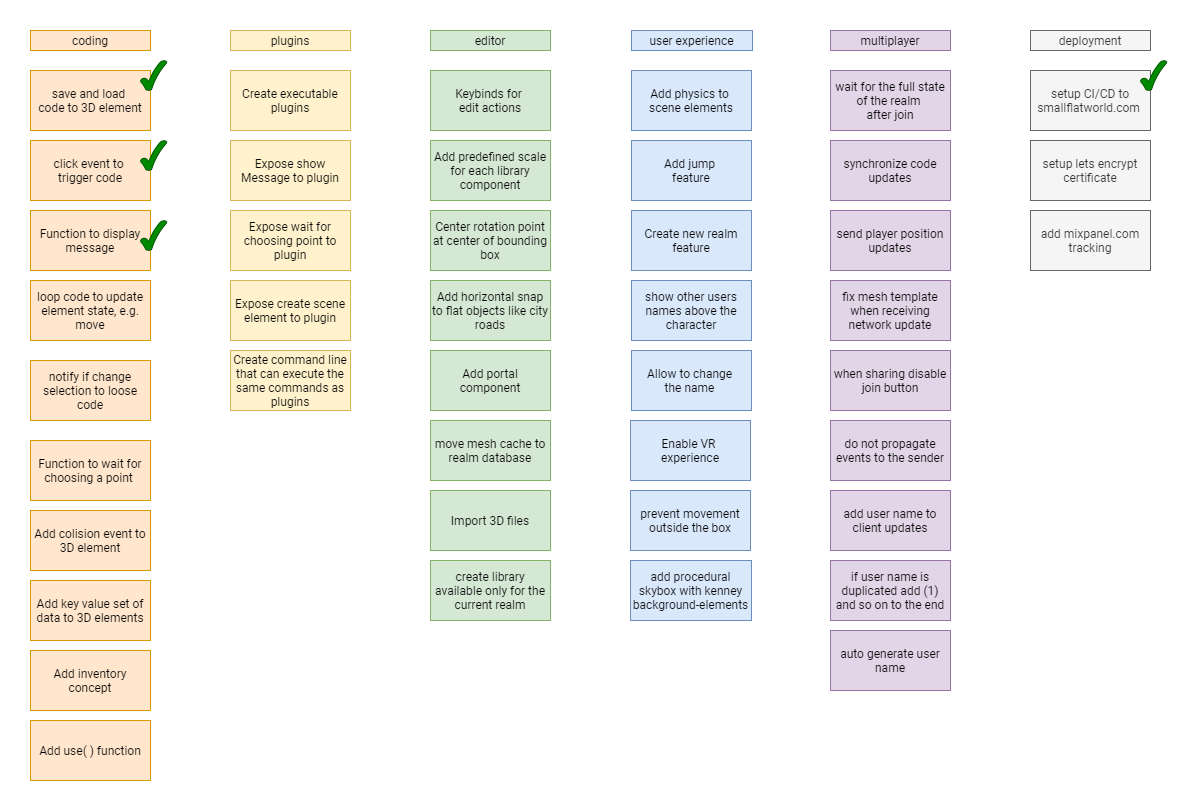 coding
save and load
code to 3D element
click event to
trigger code
Function to display
message
loop code to update
element state, e.g.
move
notify if change
selection to loose
code
Function to wait for
choosing a point
Add colision event to
3D element
Add key value set of
data to 3D elements
Add inventory
concept
Add use( ) function
plugins
Create executable
plugins
Expose show
Message to plugin
Expose wait for
choosing point to
plugin
Expose create scene
element to plugin
Create command line
that can execute the
same commands as
plugins
editor
Keybinds for
edit actions
Add predefined scale
for each library
component
Center rotation point
at center of bounding
box
Add horizontal snap
to flat objects like city
roads
Add portal
component
move mesh cache to
realm database
Import 3D files
create library
available only for the
current realm
user experience
Add physics to
scene elements
Add jump
feature
Create new realm
feature
show other users
names above the
character
Allow to change
the name
Enable VR
experience
prevent movement
outside the box
add procedural
skybox with kenney
background-elements
multiplayer
wait for the full state
of the realm
after join
synchronize code
updates
send player position
updates
fix mesh template
when receiving
network update
when sharing disable
join button
do not propagate
events to the sender
add user name to
client updates
if user name is
duplicated add (1)
and so on to the end
auto generate user
name
deployment
setup CI/CD to
smallflatworld.com
setup lets encrypt
certificate
add mixpanel.com
tracking